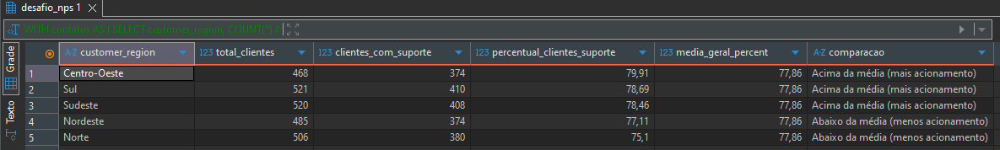 desafio_nps 1
WITH contatos AS ( SELECT customer_region, COUNT(*) A
Grade
Texto
A-Z customer_region 123 total_clientes 123 clientes_com_suporte 123 percentual_clientes_suporte 123 media_geral_percent A-Z comparacao
1 Centro-Oeste 468 374 79,91 77,86 Acima da média (mais acionamento)
2 Sul 521 410 78,69 77,86 Acima da média (mais acionamento)
3 Sudeste 520 408 78,46 77,86 Acima da média (mais acionamento)
4 Nordeste 485 374 77,11 77,86 Abaixo da média (menos acionamento)
5 Norte 506 380 75,1 77,86 Abaixo da média (menos acionamento)